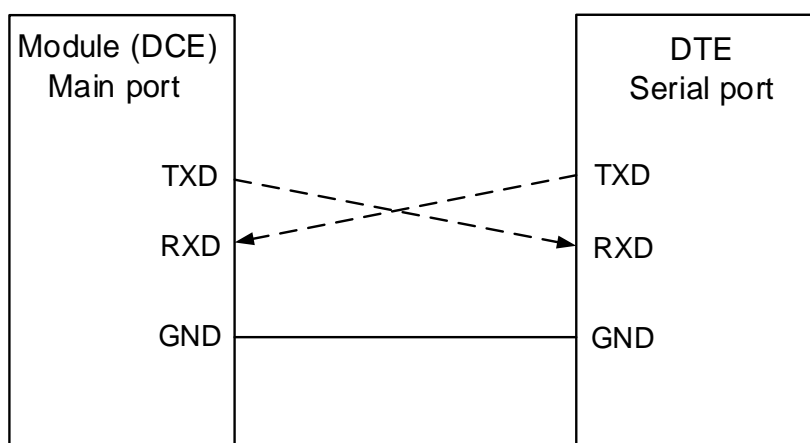 Module (DCE)
Main port
TXD
RXD
GND
DTE
Serial port
TXD
RXD
GND